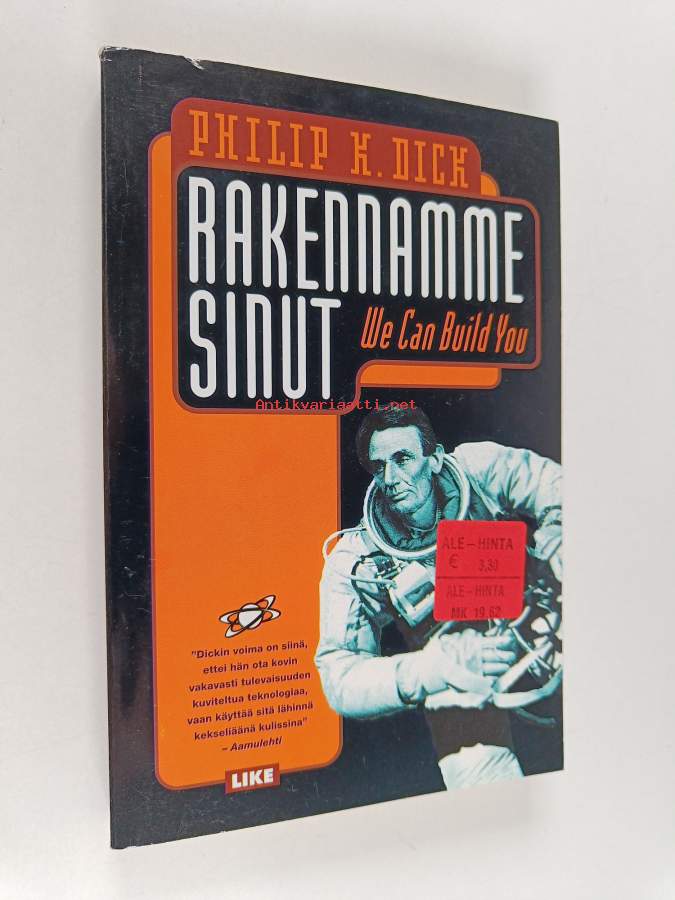 PHILIP K. DICK
RAKENNAMME
SINUT
We Can Build You
Antikvariaatti.net
ALE-HINTA
€ 3,30
ALE-HINTA
MK 19,62
"Dickin voima on siinä,
ettei hän ota kovin
vakavasti tulevaisuuden
kuviteltua teknologiaa,
vaan käyttää sitä lähinnä
kekseliäänä kulissina"
– Aamulehti
LIKE